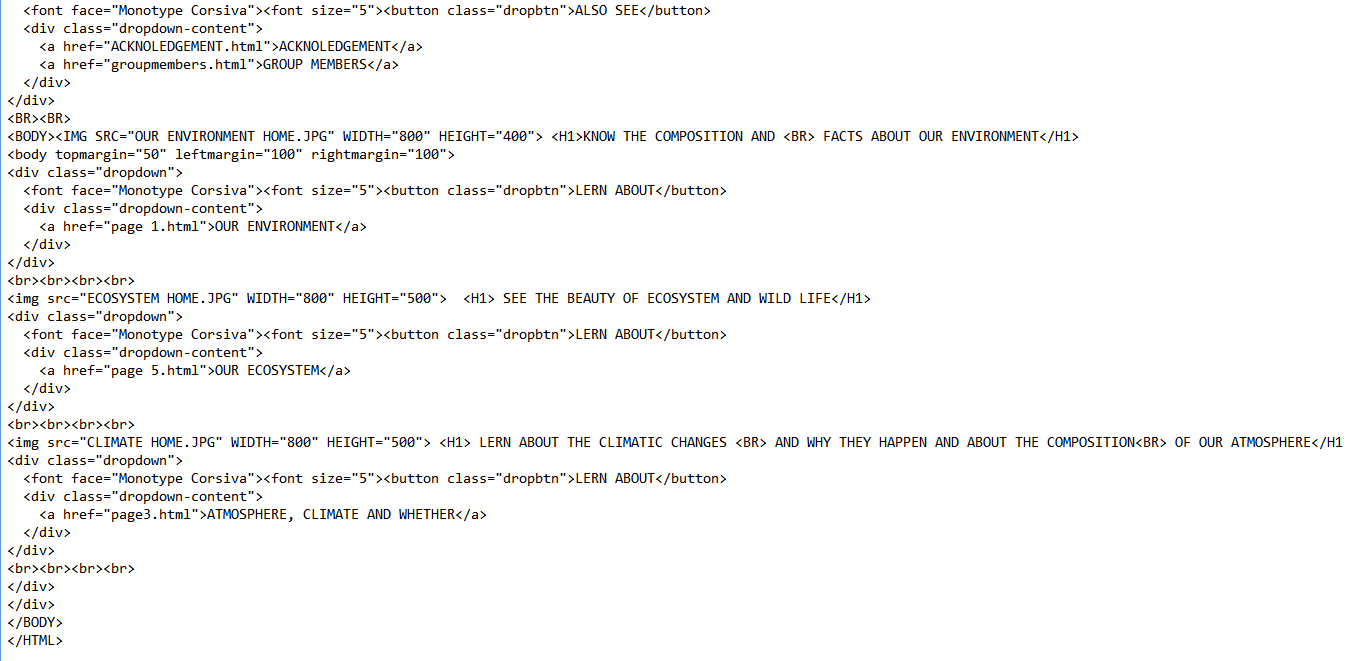 <font face="Monotype Corsiva"><font size="5"><button class="dropbtn">ALSO SEE</button>
<div class="dropdown-content">
<a href="ACKNOLEDGEMENT.html">ACKNOLEDGEMENT</a>
<a href="groupmembers.html">GROUP MEMBERS</a>
</div>
</div>
<BR><BR>
<BODY><IMG SRC="OUR ENVIRONMENT HOME.JPG" WIDTH="800" HEIGHT="400"> <H1>KNOW THE COMPOSITION AND <BR> FACTS ABOUT OUR ENVIRONMENT</H1>
<body topmargin="50" leftmargin="100" rightmargin="100">
<div class="dropdown">
<font face="Monotype Corsiva"><font size="5"><button class="dropbtn">LERN ABOUT</button>
<div class="dropdown-content">
<a href="page 1.html">OUR ENVIRONMENT</a>
</div>
</div>
<br><br><br><br>
<img src="ECOSYSTEM HOME.JPG" WIDTH="800" HEIGHT="500">  <H1> SEE THE BEAUTY OF ECOSYSTEM AND WILD LIFE</H1>
<div class="dropdown">
<font face="Monotype Corsiva"><font size="5"><button class="dropbtn">LERN ABOUT</button>
<div class="dropdown-content">
<a href="page 5.html">OUR ECOSYSTEM</a>
</div>
</div>
<br><br><br><br>
<img src="CLIMATE HOME.JPG" WIDTH="800" HEIGHT="500"> <H1> LERN ABOUT THE CLIMATIC CHANGES <BR> AND WHY THEY HAPPEN AND ABOUT THE COMPOSITION<BR> OF OUR ATMOSPHERE</H1
<div class="dropdown">
<font face="Monotype Corsiva"><font size="5"><button class="dropbtn">LERN ABOUT</button>
<div class="dropdown-content">
<a href="page3.html">ATMOSPHERE, CLIMATE AND WHETHER</a>
</div>
</div>
<br><br><br><br>
</div>
</div>
</BODY>
</HTML>